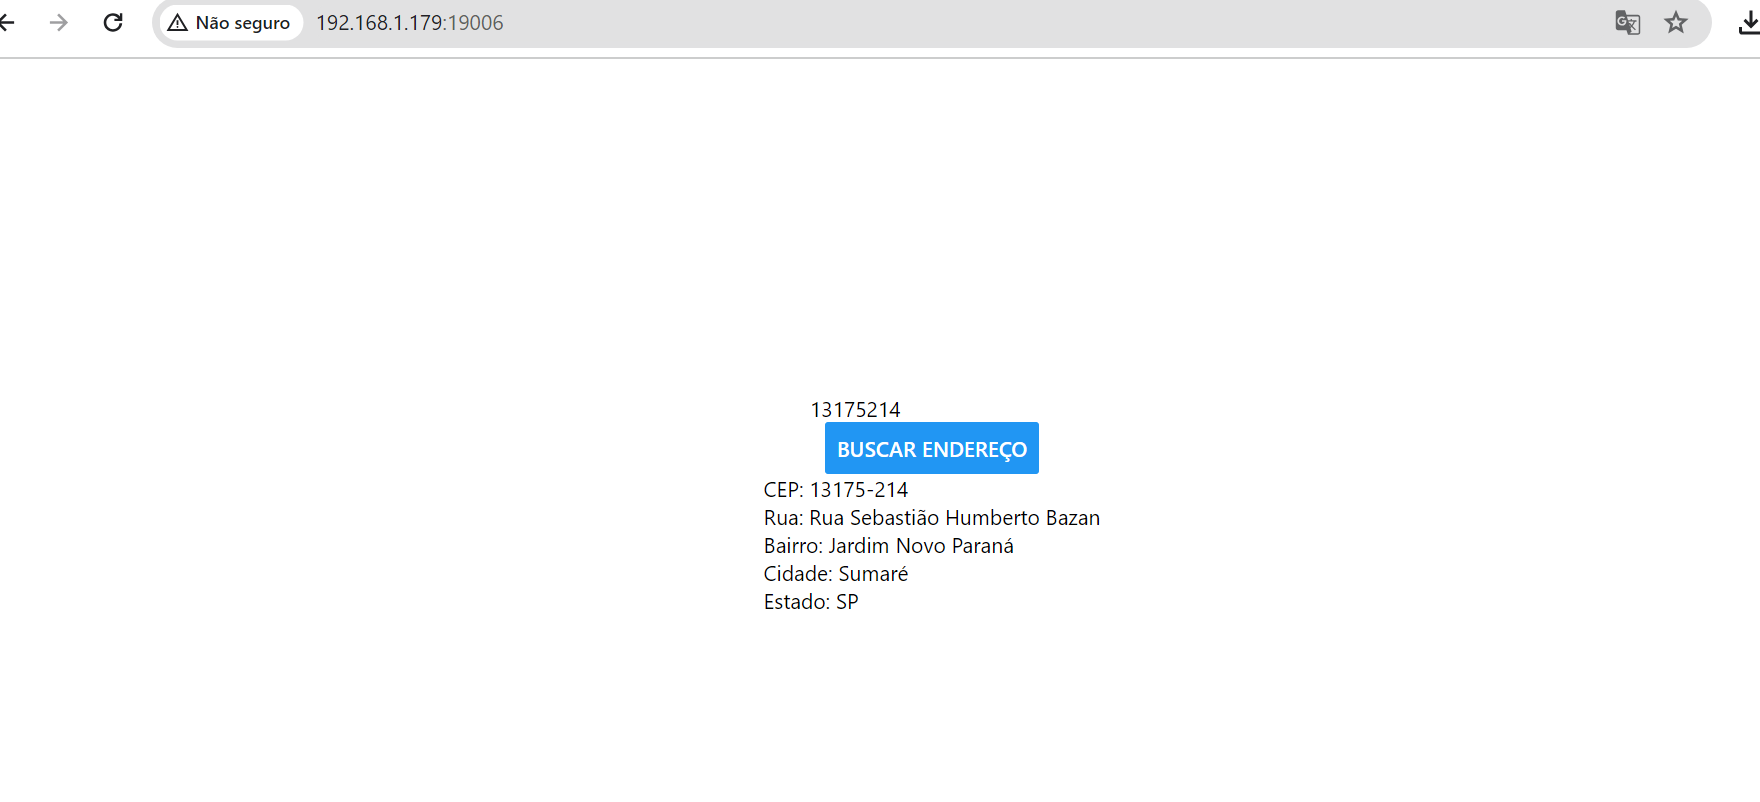 Não seguro 192.168.1.179:19006
13175214
BUSCAR ENDEREÇO
CEP: 13175-214
Rua: Rua Sebastião Humberto Bazan
Bairro: Jardim Novo Paraná
Cidade: Sumaré
Estado: SP